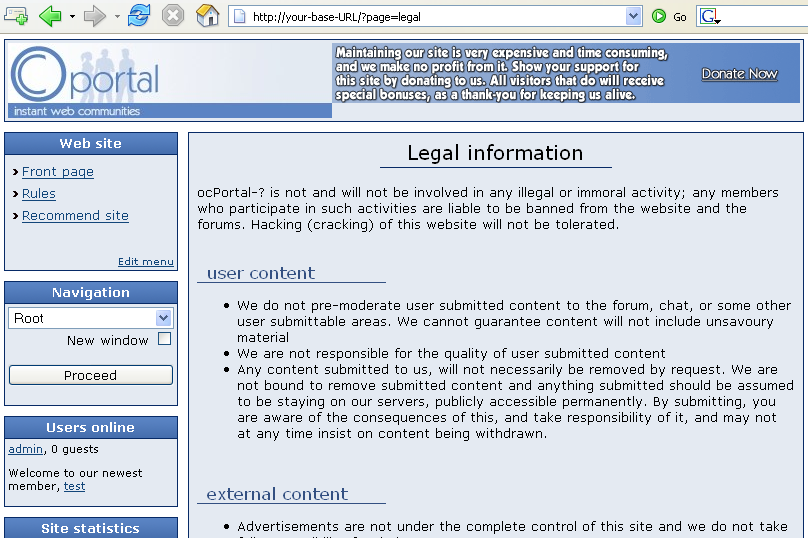 http://your-base-URL/?page=legal
Go
G
ocportal
instant web communities
Maintaining our site is very expensive and time consuming,
and we make no profit from it. Show your support for
this site by donating to us. All visitors that do will receive
special bonuses, as a thank-you for keeping us alive.
Donate Now
Web site
Front page
Rules
Recommend site
Edit menu
Navigation
Root
New window
Proceed
Users online
admin, 0 guests
Welcome to our newest
member, test
Site statistics
Legal information
ocPortal-? is not and will not be involved in any illegal or immoral activity; any members
who participate in such activities are liable to be banned from the website and the
forums. Hacking (cracking) of this website will not be tolerated.
user content
• We do not pre-moderate user submitted content to the forum, chat, or some other
user submittable areas. We cannot guarantee content will not include unsavoury
material
• We are not responsible for the quality of user submitted content
• Any content submitted to us, will not necessarily be removed by request. We are
not bound to remove submitted content and anything submitted should be assumed
to be staying on our servers, publicly accessible permanently. By submitting, you
are aware of the consequences of this, and take responsibility of it, and may not
at any time insist on content being withdrawn.
external content
• Advertisements are not under the complete control of this site and we do not take